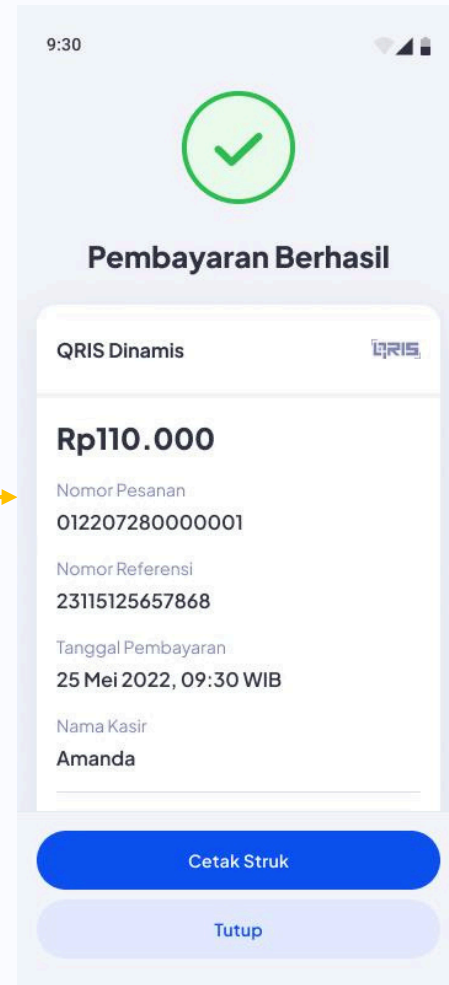 9:30
Pembayaran Berhasil
QRIS Dinamis QRIS
Rp110.000
Nomor Pesanan
012207280000001
Nomor Referensi
23115125657868
Tanggal Pembayaran
25 Mei 2022, 09:30 WIB
Nama Kasir
Amanda
Cetak Struk
Tutup